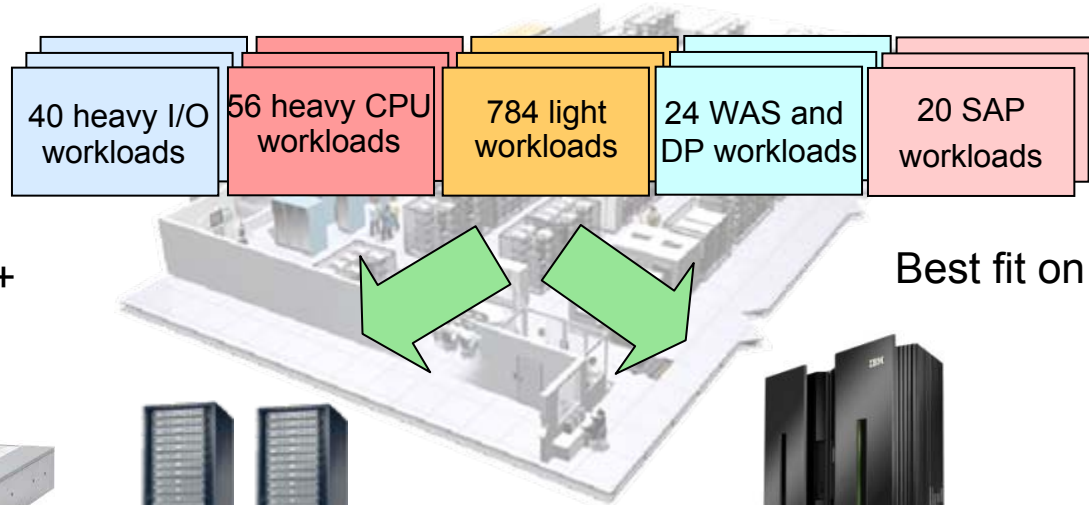 40 heavy I/O
workloads
56 heavy CPU
workloads
784 light
workloads
24 WAS and
DP workloads
20 SAP
workloads
+
Best fit on
IBM